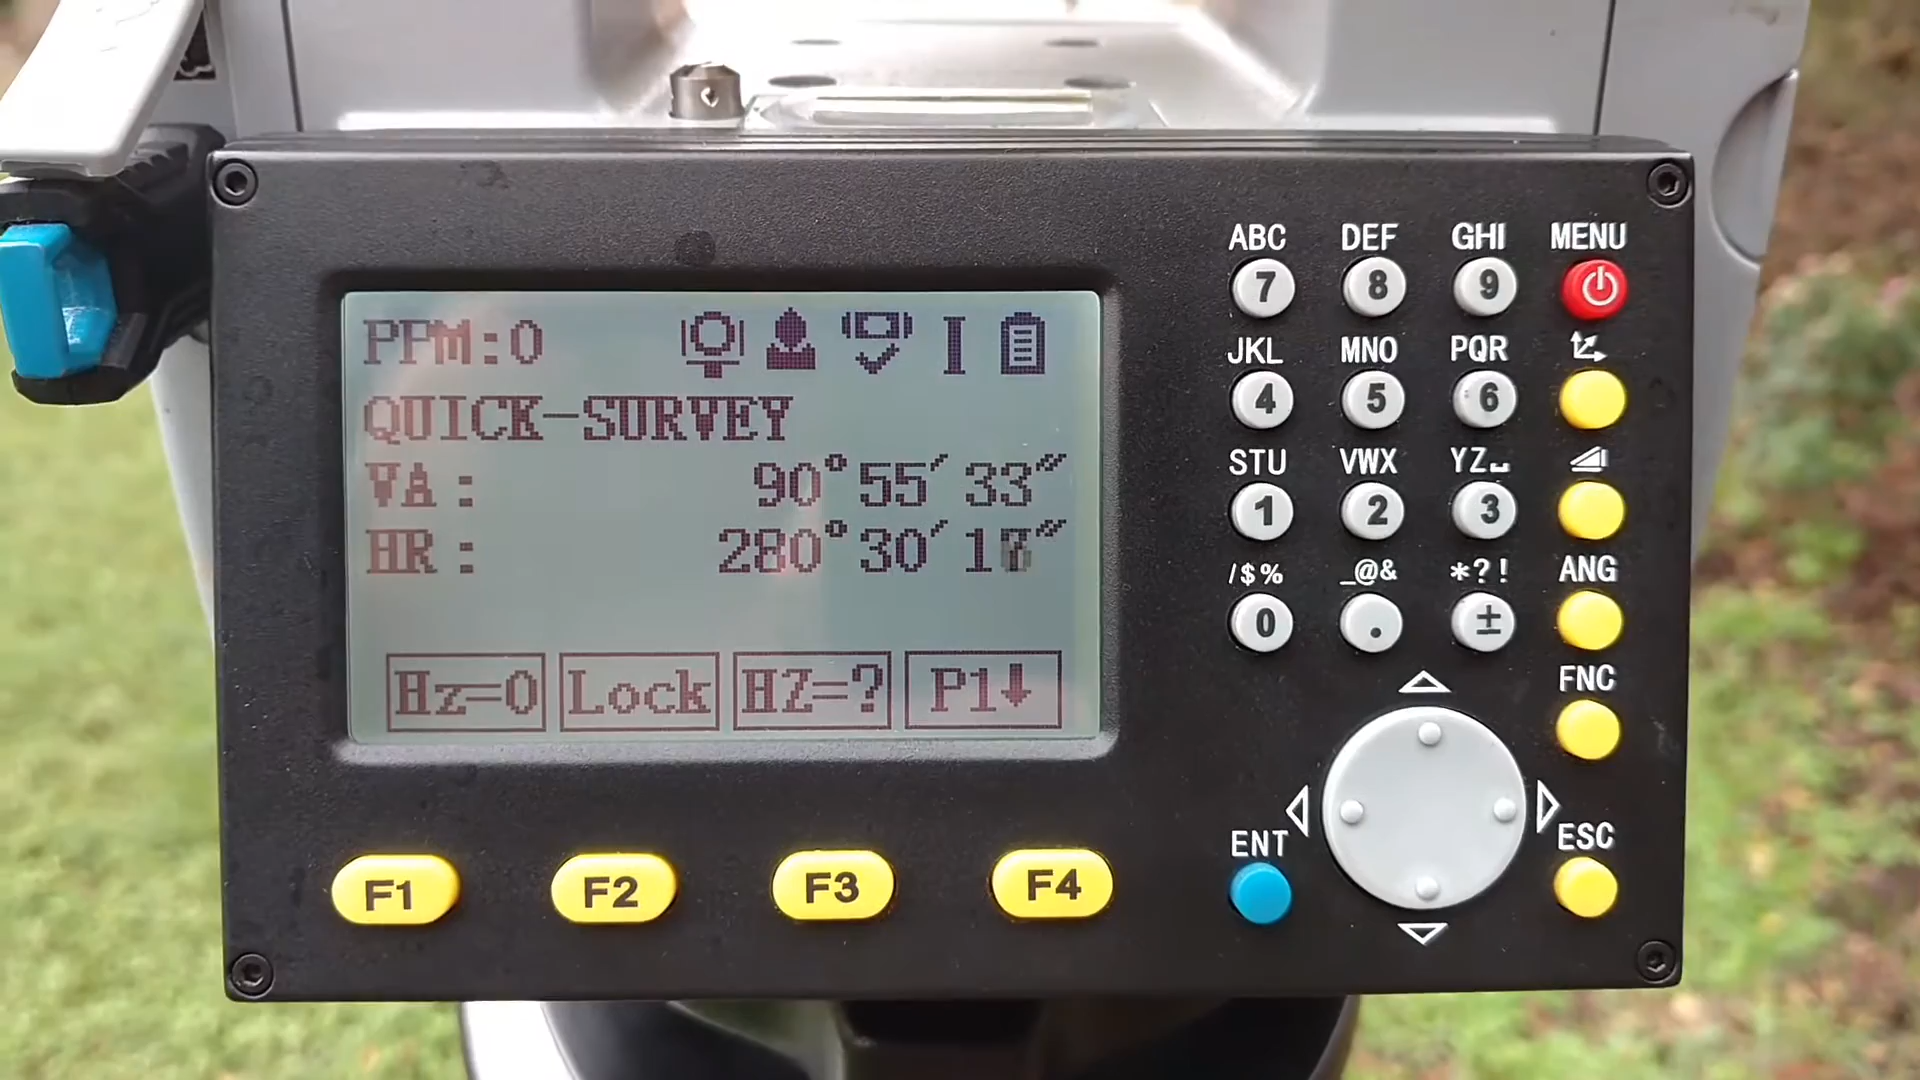 PPM:0
QUICK-SURVEY
VA : 90°55′33″
HR : 280°30′
Hz=0 Lock HZ=? P1↓
F1 F2 F3 F4
ABC DEF GHI MENU
7 8 9
JKL MNO PQR
4 5 6
STU VWX YZ␣
1 2 3
/$% _@& *?! ANG
0 . ±
FNC
ENT ESC